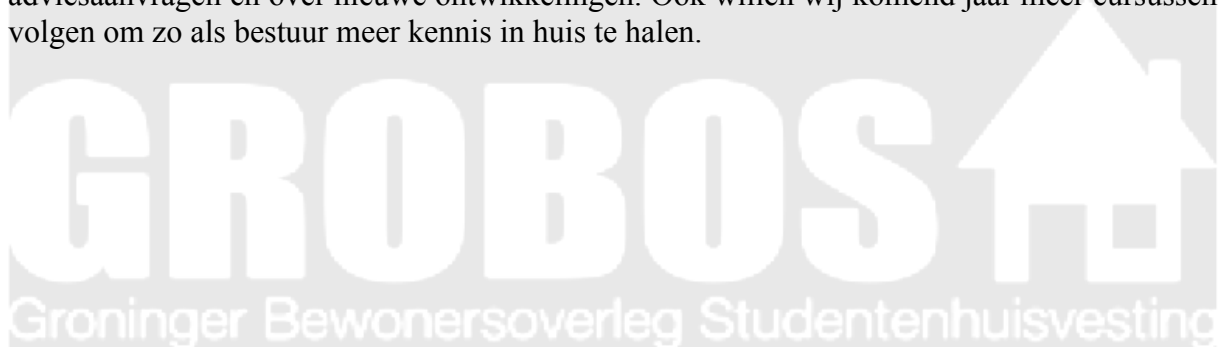 adviesaanvragen en over nieuwe ontwikkelingen. Ook willen wij komend jaar meer cursussen
volgen om zo als bestuur meer kennis in huis te halen.
GROBOS
Groninger Bewonersoverleg Studentenhuisvesting